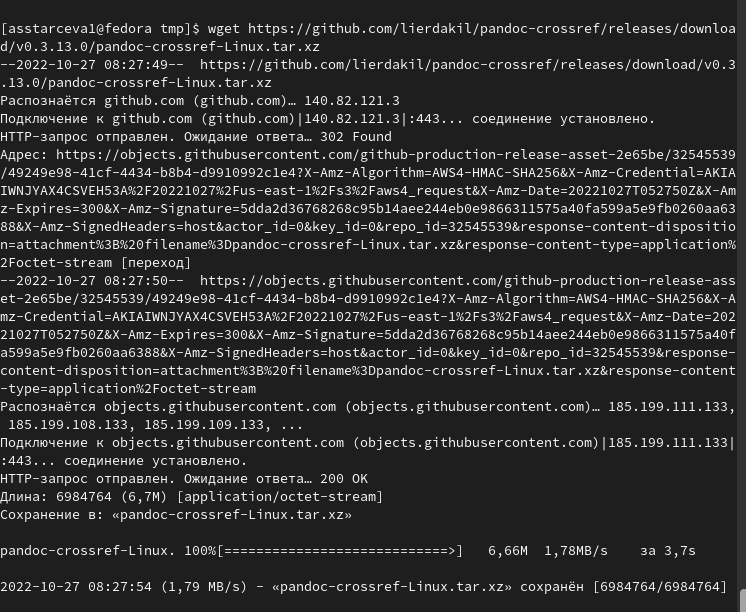 [asstarceva1@fedora tmp]$ wget https://github.com/lierdakil/pandoc-crossref/releases/downloa
d/v0.3.13.0/pandoc-crossref-Linux.tar.xz
--2022-10-27 08:27:49--  https://github.com/lierdakil/pandoc-crossref/releases/download/v0.3
.13.0/pandoc-crossref-Linux.tar.xz
Распознаётся github.com (github.com)… 140.82.121.3
Подключение к github.com (github.com)|140.82.121.3|:443... соединение установлено.
HTTP-запрос отправлен. Ожидание ответа… 302 Found
Адрес: https://objects.githubusercontent.com/github-production-release-asset-2e65be/32545539
/49249e98-41cf-4434-b8b4-d9910992c1e4?X-Amz-Algorithm=AWS4-HMAC-SHA256&X-Amz-Credential=AKIA
IWNJYAX4CSVEH53A%2F20221027%2Fus-east-1%2Fs3%2Faws4_request&X-Amz-Date=20221027T052750Z&X-Am
z-Expires=300&X-Amz-Signature=5dda2d36768268c95b14aee244eb0e9866311575a40fa599a5e9fb0260aa63
88&X-Amz-SignedHeaders=host&actor_id=0&key_id=0&repo_id=32545539&response-content-dispositio
n=attachment%3B%20filename%3Dpandoc-crossref-Linux.tar.xz&response-content-type=application%
2Foctet-stream [переход]
--2022-10-27 08:27:50--  https://objects.githubusercontent.com/github-production-release-ass
et-2e65be/32545539/49249e98-41cf-4434-b8b4-d9910992c1e4?X-Amz-Algorithm=AWS4-HMAC-SHA256&X-A
mz-Credential=AKIAIWNJYAX4CSVEH53A%2F20221027%2Fus-east-1%2Fs3%2Faws4_request&X-Amz-Date=202
21027T052750Z&X-Amz-Expires=300&X-Amz-Signature=5dda2d36768268c95b14aee244eb0e9866311575a40f
a599a5e9fb0260aa6388&X-Amz-SignedHeaders=host&actor_id=0&key_id=0&repo_id=32545539&response-
content-disposition=attachment%3B%20filename%3Dpandoc-crossref-Linux.tar.xz&response-content
-type=application%2Foctet-stream
Распознаётся objects.githubusercontent.com (objects.githubusercontent.com)… 185.199.111.133,
 185.199.108.133, 185.199.109.133, ...
Подключение к objects.githubusercontent.com (objects.githubusercontent.com)|185.199.111.133|
:443... соединение установлено.
HTTP-запрос отправлен. Ожидание ответа… 200 OK
Длина: 6984764 (6,7M) [application/octet-stream]
Сохранение в: «pandoc-crossref-Linux.tar.xz»
pandoc-crossref-Linux. 100%[============================>]   6,66M  1,78MB/s    за 3,7s
2022-10-27 08:27:54 (1,79 MB/s) - «pandoc-crossref-Linux.tar.xz» сохранён [6984764/6984764]